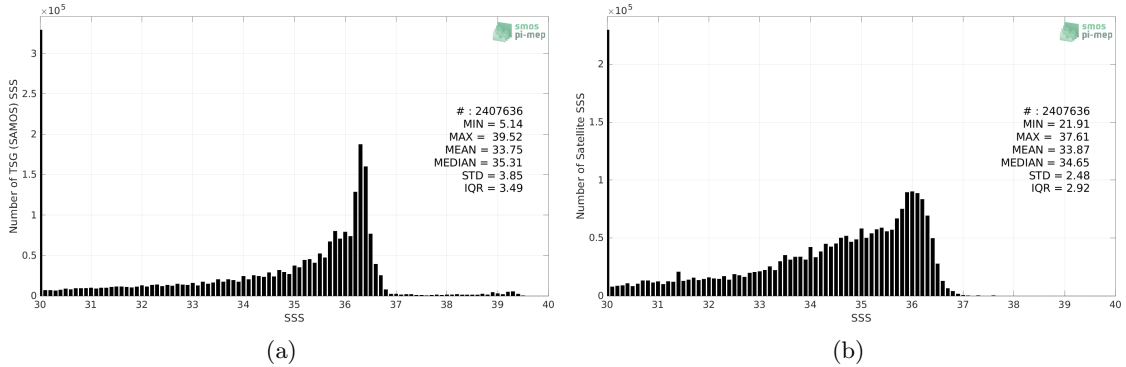 ×10⁵
smos
pi-mep
3
2.5
2
1.5
1
0.5
0
Number of TSG (SAMOS) SSS
# : 2407636
MIN = 5.14
MAX = 39.52
MEAN = 33.75
MEDIAN = 35.31
STD = 3.85
IQR = 3.49
30 31 32 33 34 35 36 37 38 39 40
SSS
(a)
×10⁵
smos
pi-mep
2
1.5
1
0.5
0
Number of Satellite SSS
# : 2407636
MIN = 21.91
MAX = 37.61
MEAN = 33.87
MEDIAN = 34.65
STD = 2.48
IQR = 2.92
30 31 32 33 34 35 36 37 38 39 40
SSS
(b)